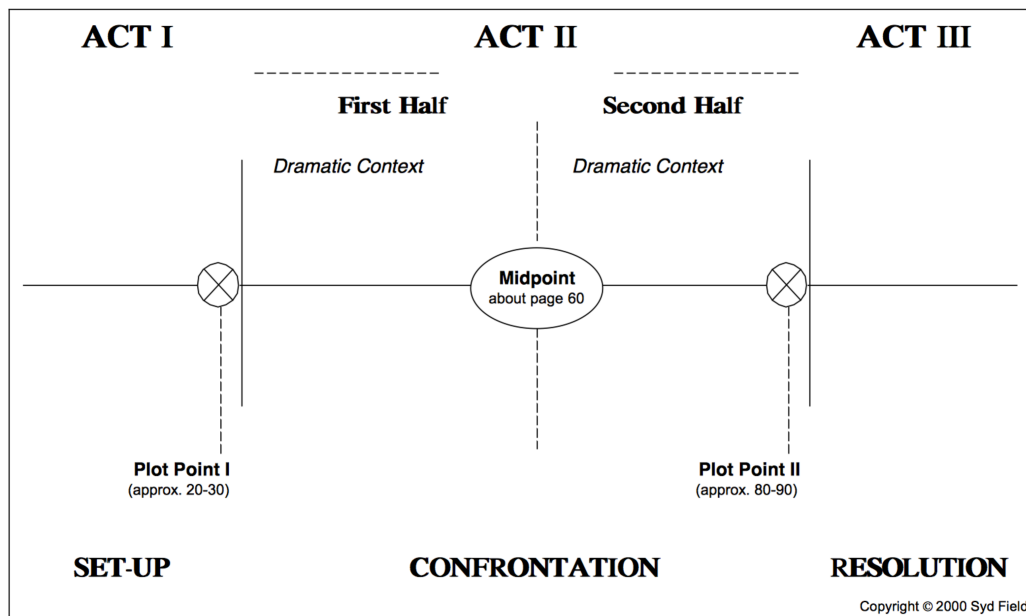 ACT I
ACT II
ACT III
First Half
Second Half
Dramatic Context
Dramatic Context
Midpoint
about page 60
Plot Point I
(approx. 20-30)
Plot Point II
(approx. 80-90)
SET-UP
CONFRONTATION
RESOLUTION
Copyright © 2000 Syd Field